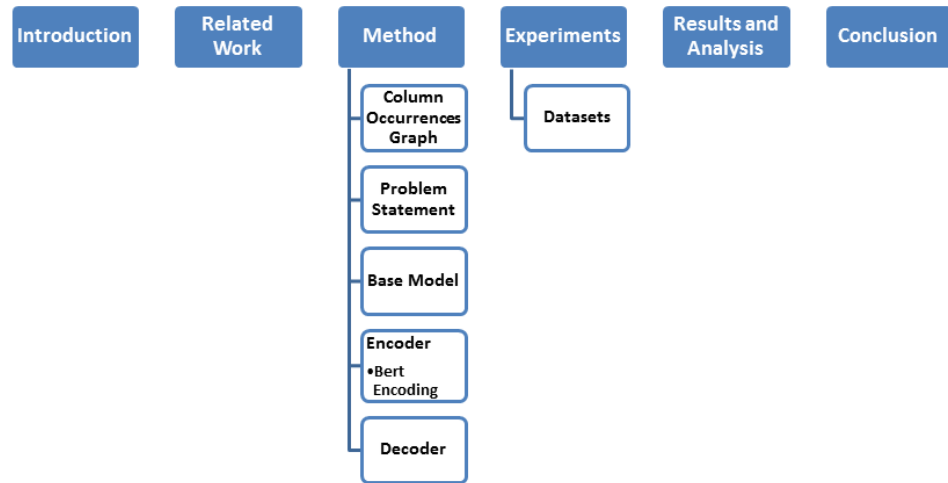 Introduction
Related
Work
Method
Experiments
Results and
Analysis
Conclusion
Column
Occurrences
Graph
Problem
Statement
Base Model
Encoder
•Bert
Encoding
Decoder
Datasets